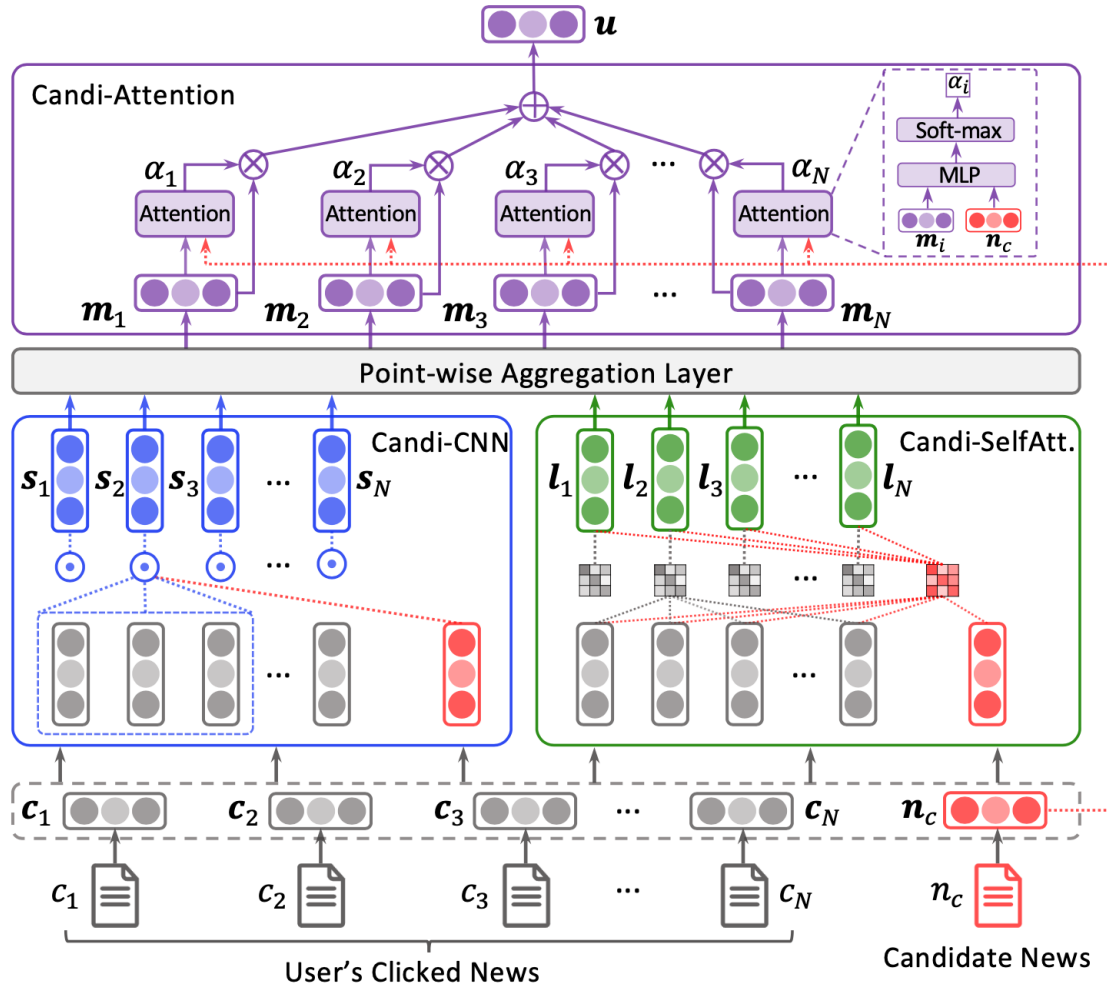 u
Candi-Attention
α_i
Soft-max
MLP
m_i n_c
α_1 α_2 α_3 ... α_N
Attention Attention Attention Attention
m_1 m_2 m_3 ... m_N
Point-wise Aggregation Layer
Candi-CNN Candi-SelfAtt.
s_1 s_2 s_3 ... s_N l_1 l_2 l_3 ... l_N
... ...
... ...
c_1 c_2 c_3 ... c_N n_c
c_1 c_2 c_3 ... c_N n_c
User's Clicked News Candidate News